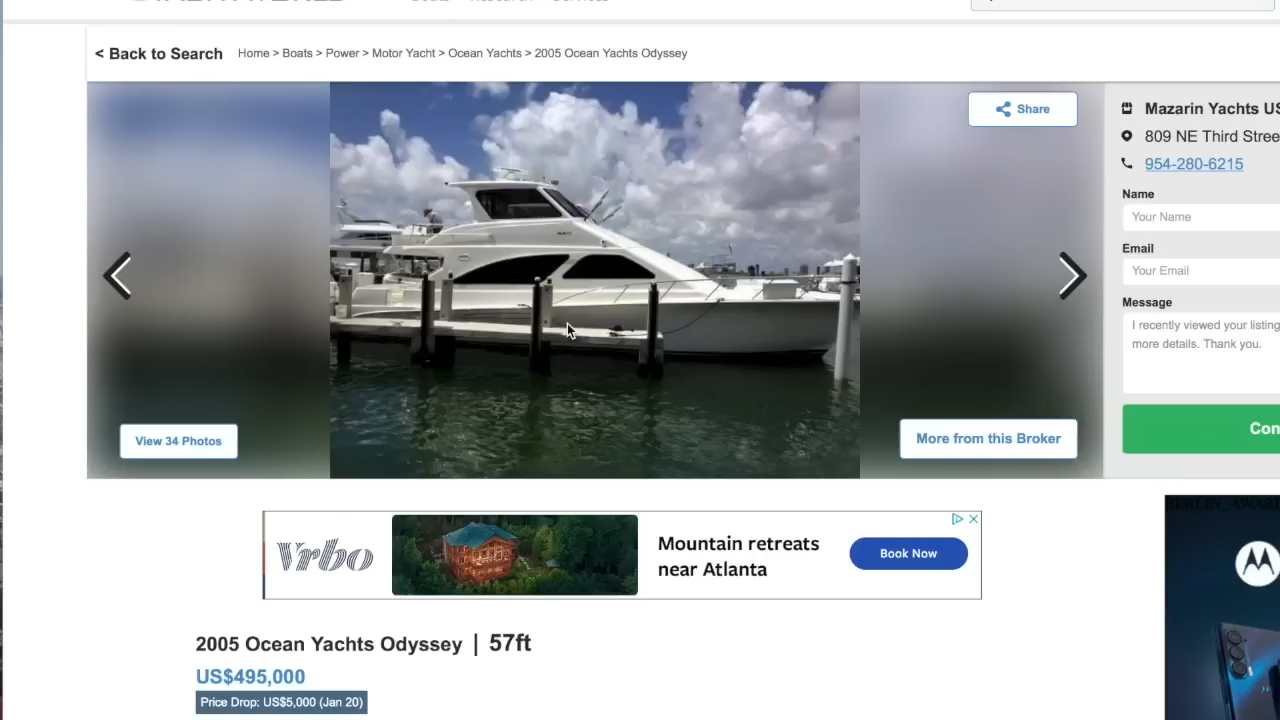 < Back to Search
Home > Boats > Power > Motor Yacht > Ocean Yachts > 2005 Ocean Yachts Odyssey
Share
Mazarin Yachts US
809 NE Third Stree
954-280-6215
Name
Your Name
Email
Your Email
Message
I recently viewed your listing
more details. Thank you.
Con
View 34 Photos
More from this Broker
Vrbo
Mountain retreats
near Atlanta
Book Now
2005 Ocean Yachts Odyssey | 57ft
US$495,000
Price Drop: US$5,000 (Jan 20)